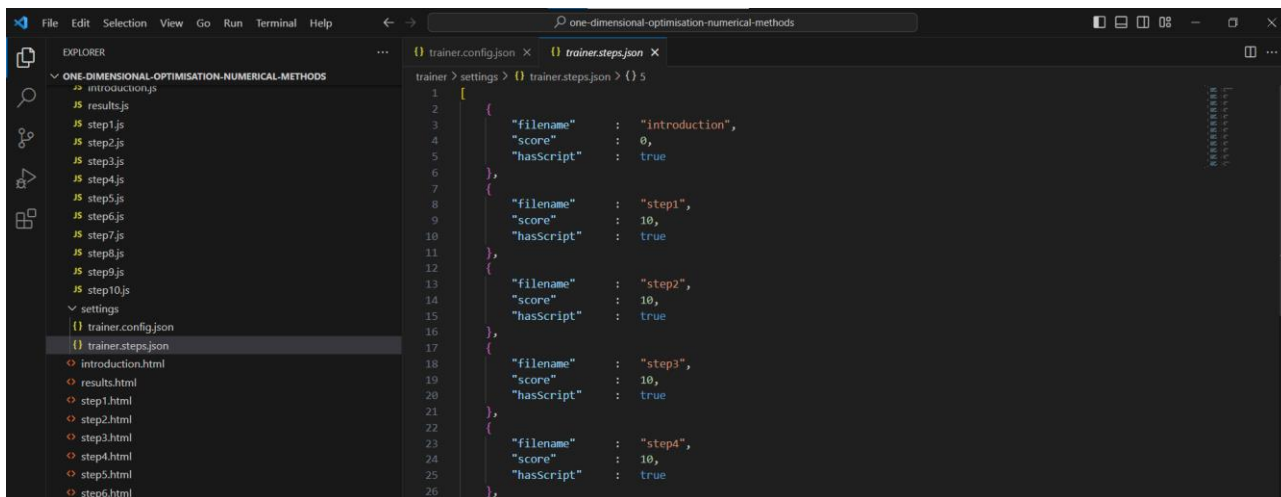 File Edit Selection View Go Run Terminal Help
one-dimensional-optimisation-numerical-methods
EXPLORER
ONE-DIMENSIONAL-OPTIMISATION-NUMERICAL-METHODS
JS introduction.js
JS results.js
JS step1.js
JS step2.js
JS step3.js
JS step4.js
JS step5.js
JS step6.js
JS step7.js
JS step8.js
JS step9.js
JS step10.js
settings
{} trainer.config.json
{} trainer.steps.json
<> introduction.html
<> results.html
<> step1.html
<> step2.html
<> step3.html
<> step4.html
<> step5.html
<> step6.html
{} trainer.config.json × {} trainer.steps.json ×
trainer > settings > {} trainer.steps.json > {} 5
1 [
2 {
3 "filename" : "introduction",
4 "score" : 0,
5 "hasScript" : true
6 },
7 {
8 "filename" : "step1",
9 "score" : 10,
10 "hasScript" : true
11 },
12 {
13 "filename" : "step2",
14 "score" : 10,
15 "hasScript" : true
16 },
17 {
18 "filename" : "step3",
19 "score" : 10,
20 "hasScript" : true
21 },
22 {
23 "filename" : "step4",
24 "score" : 10,
25 "hasScript" : true
26 },